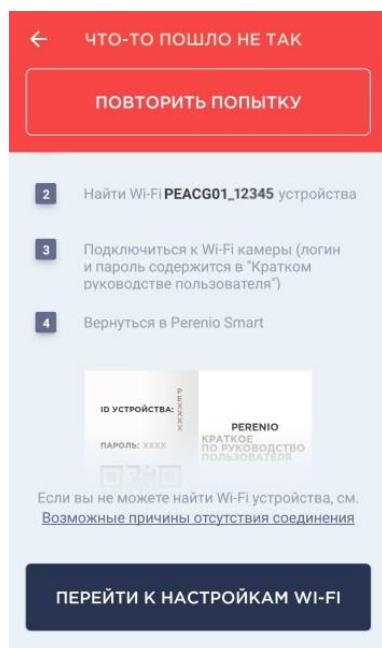 ЧТО-ТО ПОШЛО НЕ ТАК
ПОВТОРИТЬ ПОПЫТКУ
2 Найти Wi-Fi PEACG01_12345 устройства
3 Подключиться к Wi-Fi камеры (логин
и пароль содержится в "Кратком
руководстве пользователя")
4 Вернуться в Perenio Smart
ID УСТРОЙСТВА: PEXXXX
ПАРОЛЬ: XXXX
PERENIO
КРАТКОЕ
ПО РУКОВОДСТВО
ПОЛЬЗОВАТЕЛЯ
Если вы не можете найти Wi-Fi устройства, см.
Возможные причины отсутствия соединения
ПЕРЕЙТИ К НАСТРОЙКАМ WI-FI